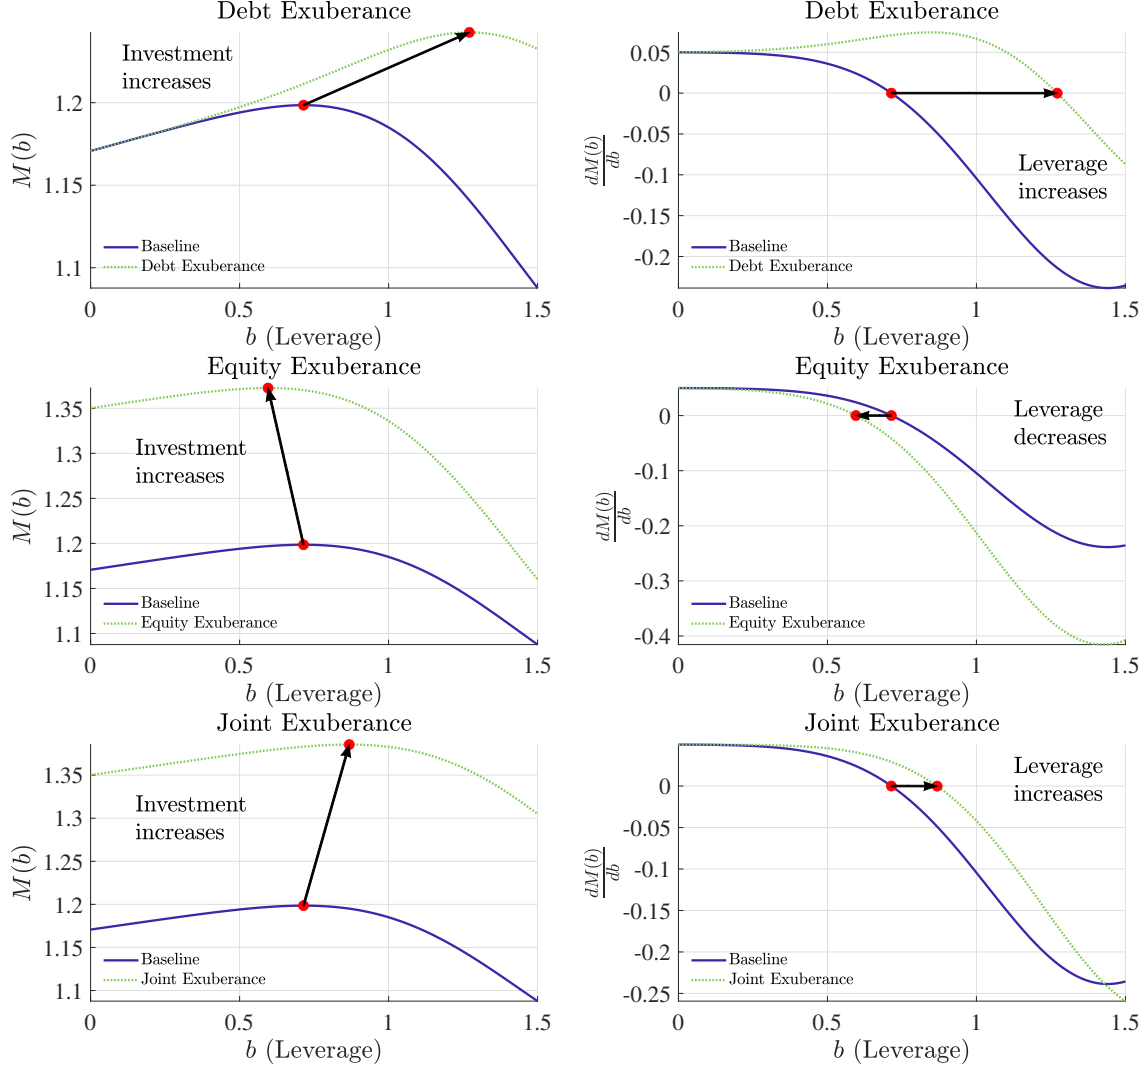 Debt Exuberance
Investment
increases
1.2
1.15
1.1
M(b)
Baseline
Debt Exuberance
0
0.5
1
1.5
b (Leverage)
Debt Exuberance
0.05
0
-0.05
-0.1
-0.15
-0.2
dM(b)
db
Leverage
increases
Baseline
Debt Exuberance
0
0.5
1
1.5
b (Leverage)
Equity Exuberance
1.35
1.3
1.25
1.2
1.15
1.1
M(b)
Investment
increases
Baseline
Equity Exuberance
0
0.5
1
1.5
b (Leverage)
Equity Exuberance
0
-0.1
-0.2
-0.3
-0.4
dM(b)
db
Leverage
decreases
Baseline
Equity Exuberance
0
0.5
1
1.5
b (Leverage)
Joint Exuberance
1.35
1.3
1.25
1.2
1.15
1.1
M(b)
Investment
increases
Baseline
Joint Exuberance
0
0.5
1
1.5
b (Leverage)
Joint Exuberance
0
-0.05
-0.1
-0.15
-0.2
-0.25
dM(b)
db
Leverage
increases
Baseline
Joint Exuberance
0
0.5
1
1.5
b (Leverage)